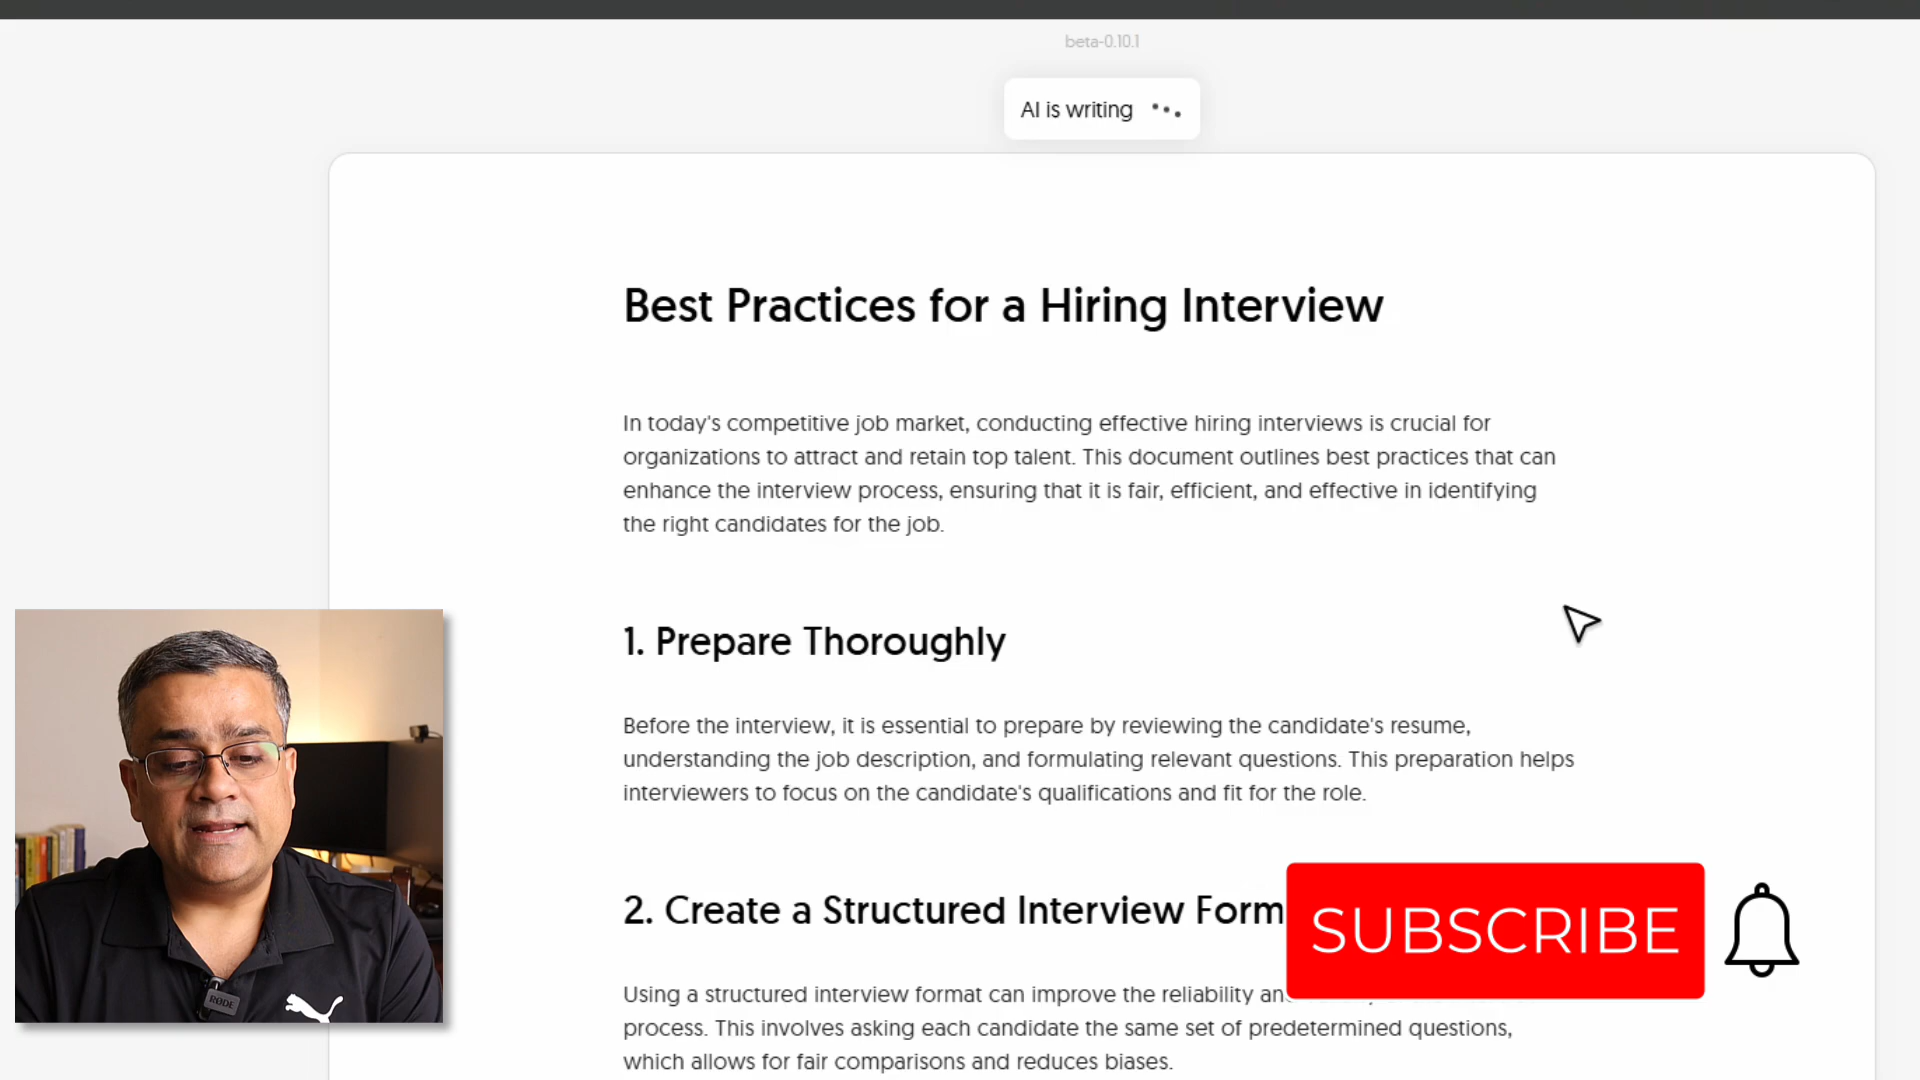 beta-0.10.1
AI is writing
Best Practices for a Hiring Interview
In today's competitive job market, conducting effective hiring interviews is crucial for
organizations to attract and retain top talent. This document outlines best practices that can
enhance the interview process, ensuring that it is fair, efficient, and effective in identifying
the right candidates for the job.
1. Prepare Thoroughly
Before the interview, it is essential to prepare by reviewing the candidate's resume,
understanding the job description, and formulating relevant questions. This preparation helps
interviewers to focus on the candidate's qualifications and fit for the role.
2. Create a Structured Interview Form
SUBSCRIBE
Using a structured interview format can improve the reliability
process. This involves asking each candidate the same set of predetermined questions,
which allows for fair comparisons and reduces biases.
RØDE